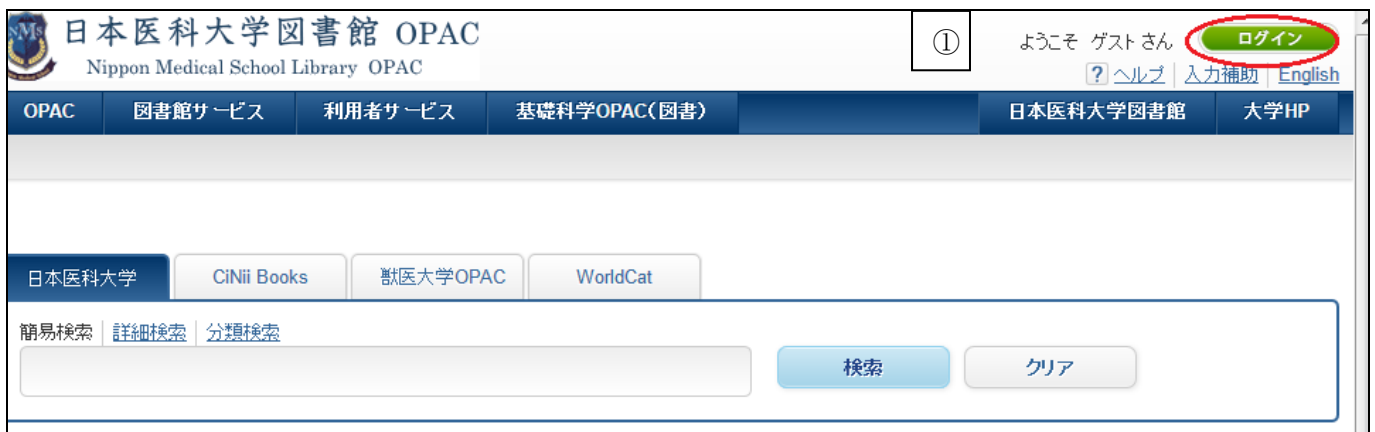 NMS
日本医科大学図書館 OPAC
Nippon Medical School Library OPAC
①
ようこそ ゲスト さん ログイン
? ヘルプ 入力補助 English
OPAC 図書館サービス 利用者サービス 基礎科学OPAC(図書) 日本医科大学図書館 大学HP
日本医科大学 CiNii Books 獣医大学OPAC WorldCat
簡易検索 詳細検索 分類検索
検索 クリア